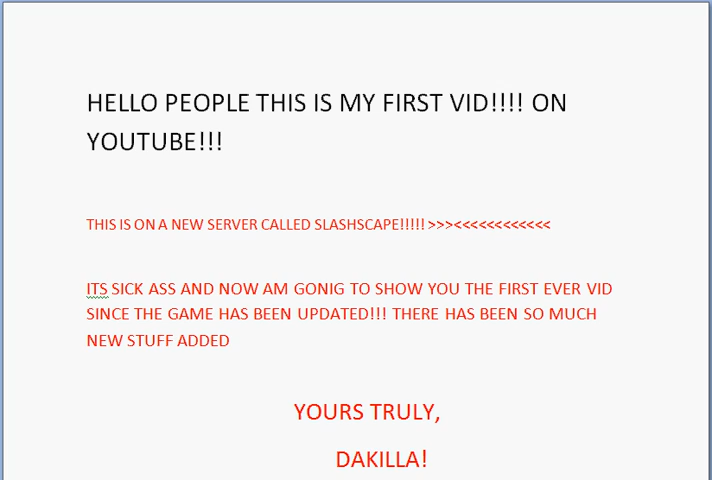 HELLO PEOPLE THIS IS MY FIRST VID!!!! ON
YOUTUBE!!!
THIS IS ON A NEW SERVER CALLED SLASHSCAPE!!!!! >>><<<<<<<<<<<<
ITS SICK ASS AND NOW AM GONIG TO SHOW YOU THE FIRST EVER VID
SINCE THE GAME HAS BEEN UPDATED!!! THERE HAS BEEN SO MUCH
NEW STUFF ADDED
YOURS TRULY,
DAKILLA!